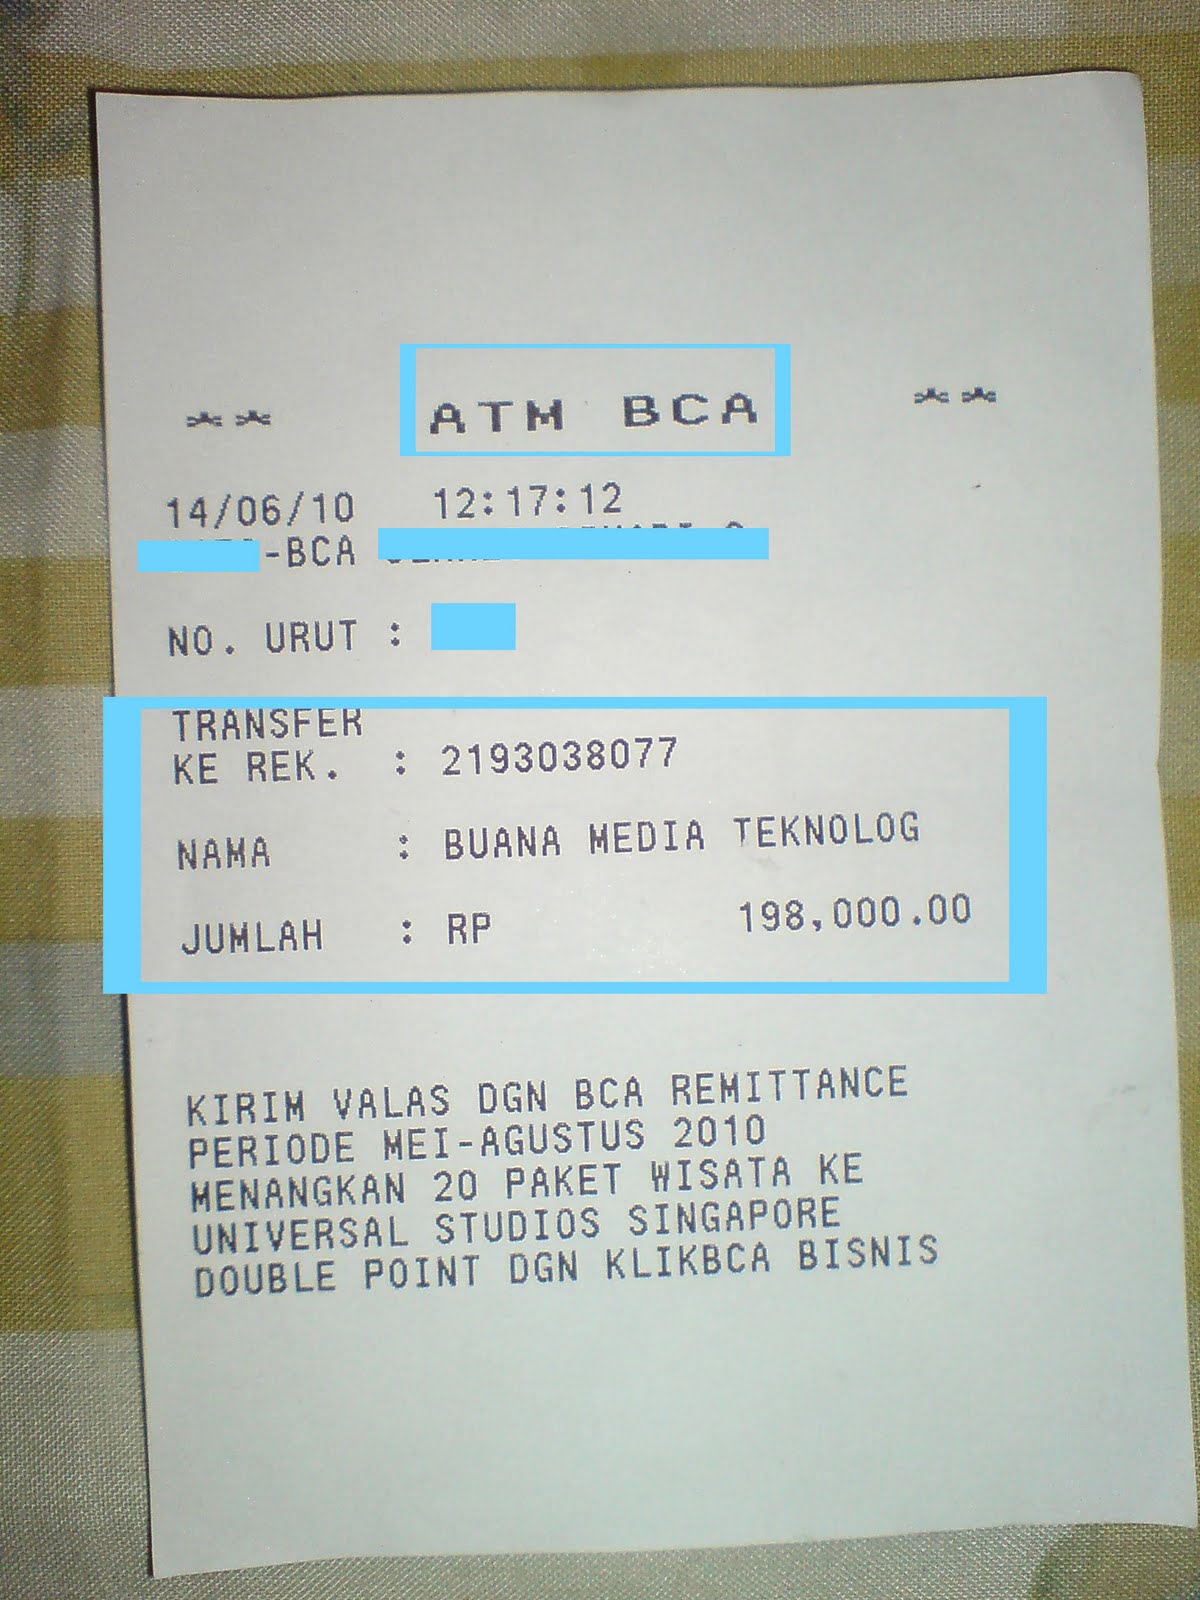 ** ATM BCA **
14/06/10 12:17:12
-BCA
NO. URUT :
TRANSFER
KE REK. : 2193038077
NAMA : BUANA MEDIA TEKNOLOG
JUMLAH : RP 198,000.00
KIRIM VALAS DGN BCA REMITTANCE
PERIODE MEI-AGUSTUS 2010
MENANGKAN 20 PAKET WISATA KE
UNIVERSAL STUDIOS SINGAPORE
DOUBLE POINT DGN KLIKBCA BISNIS